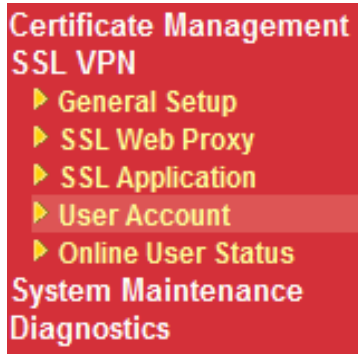 Certificate Management
SSL VPN
General Setup
SSL Web Proxy
SSL Application
User Account
Online User Status
System Maintenance
Diagnostics